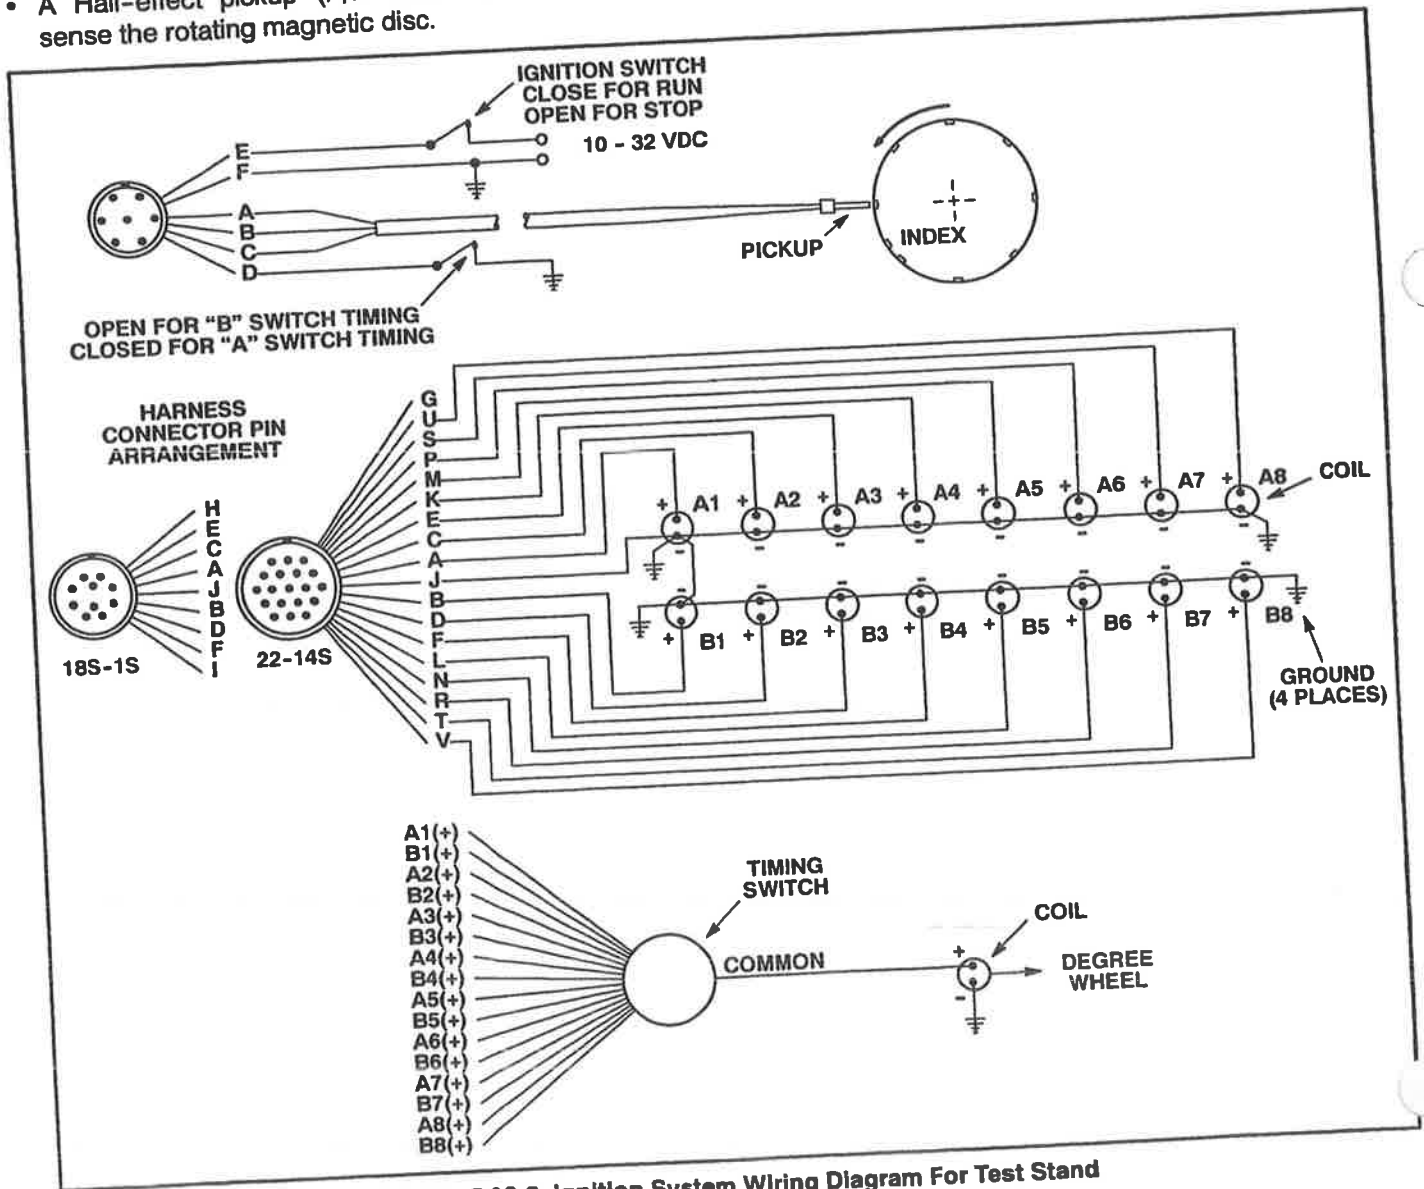 • A Hall-effect pickup
sense the rotating magnetic disc.
IGNITION SWITCH
CLOSE FOR RUN
OPEN FOR STOP
10 - 32 VDC
E
F
A
B
C
D
PICKUP
INDEX
OPEN FOR “B” SWITCH TIMING
CLOSED FOR “A” SWITCH TIMING
HARNESS
CONNECTOR PIN
ARRANGEMENT
H
E
C
A
J
B
D
F
I
18S-1S
22-14S
G
U
S
P
M
K
E
C
A
J
B
D
F
L
N
R
T
V
+ A1
+ A2
+ A3
+ A4
+ A5
+ A6
+ A7
+ A8
COIL
- - - - - - - -
- - - - - - - -
+ B1
+ B2
+ B3
+ B4
+ B5
+ B6
+ B7
+ B8
GROUND
(4 PLACES)
A1(+)
B1(+)
A2(+)
B2(+)
A3(+)
B3(+)
A4(+)
B4(+)
A5(+)
B5(+)
A6(+)
B6(+)
A7(+)
B7(+)
A8(+)
B8(+)
TIMING
SWITCH
COMMON
COIL
+
-
DEGREE
WHEEL
Ignition System Wiring Diagram For Test Stand